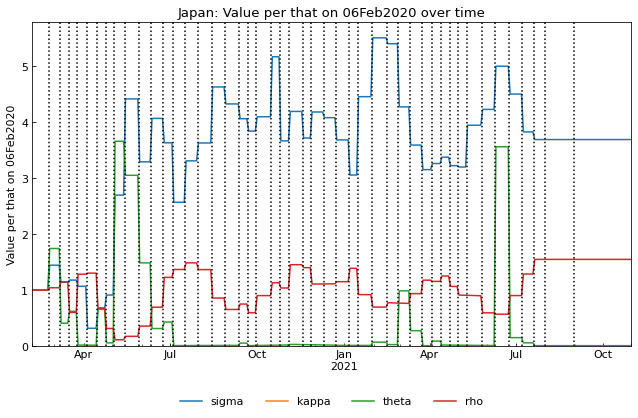 Japan: Value per that on 06Feb2020 over time
Value per that on 06Feb2020
5
4
3
2
1
0
Apr
Jul
Oct
Jan
2021
Apr
Jul
Oct
sigma
kappa
theta
rho